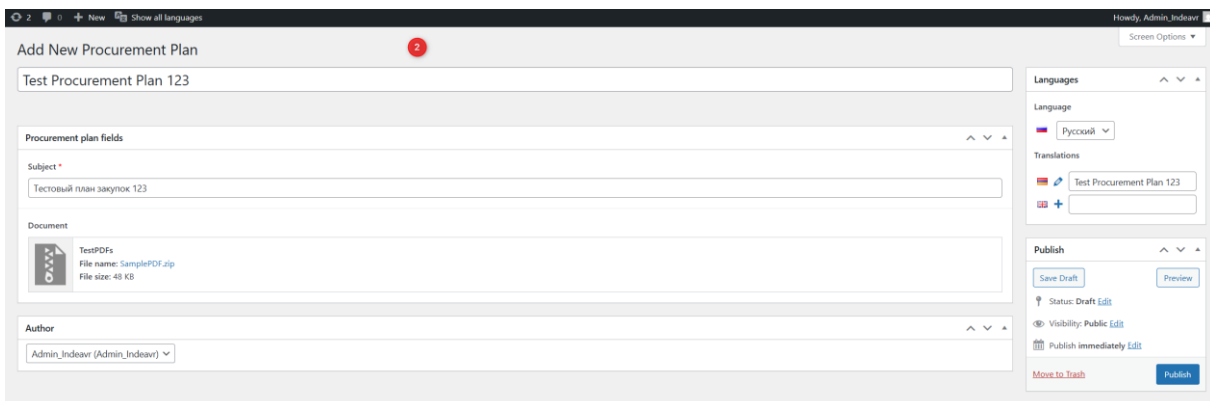 2 0 New Show all languages Howdy, Admin_Indeavr
Screen Options
Add New Procurement Plan 2
Test Procurement Plan 123
Procurement plan fields
Subject *
Тестовый план закупок 123
Document
TestPDFs
File name: SamplePDF.zip
File size: 48 KB
Author
Admin_Indeavr (Admin_Indeavr)
Languages
Language
Русский
Translations
Test Procurement Plan 123
Publish
Save Draft Preview
Status: Draft Edit
Visibility: Public Edit
Publish immediately Edit
Move to Trash Publish